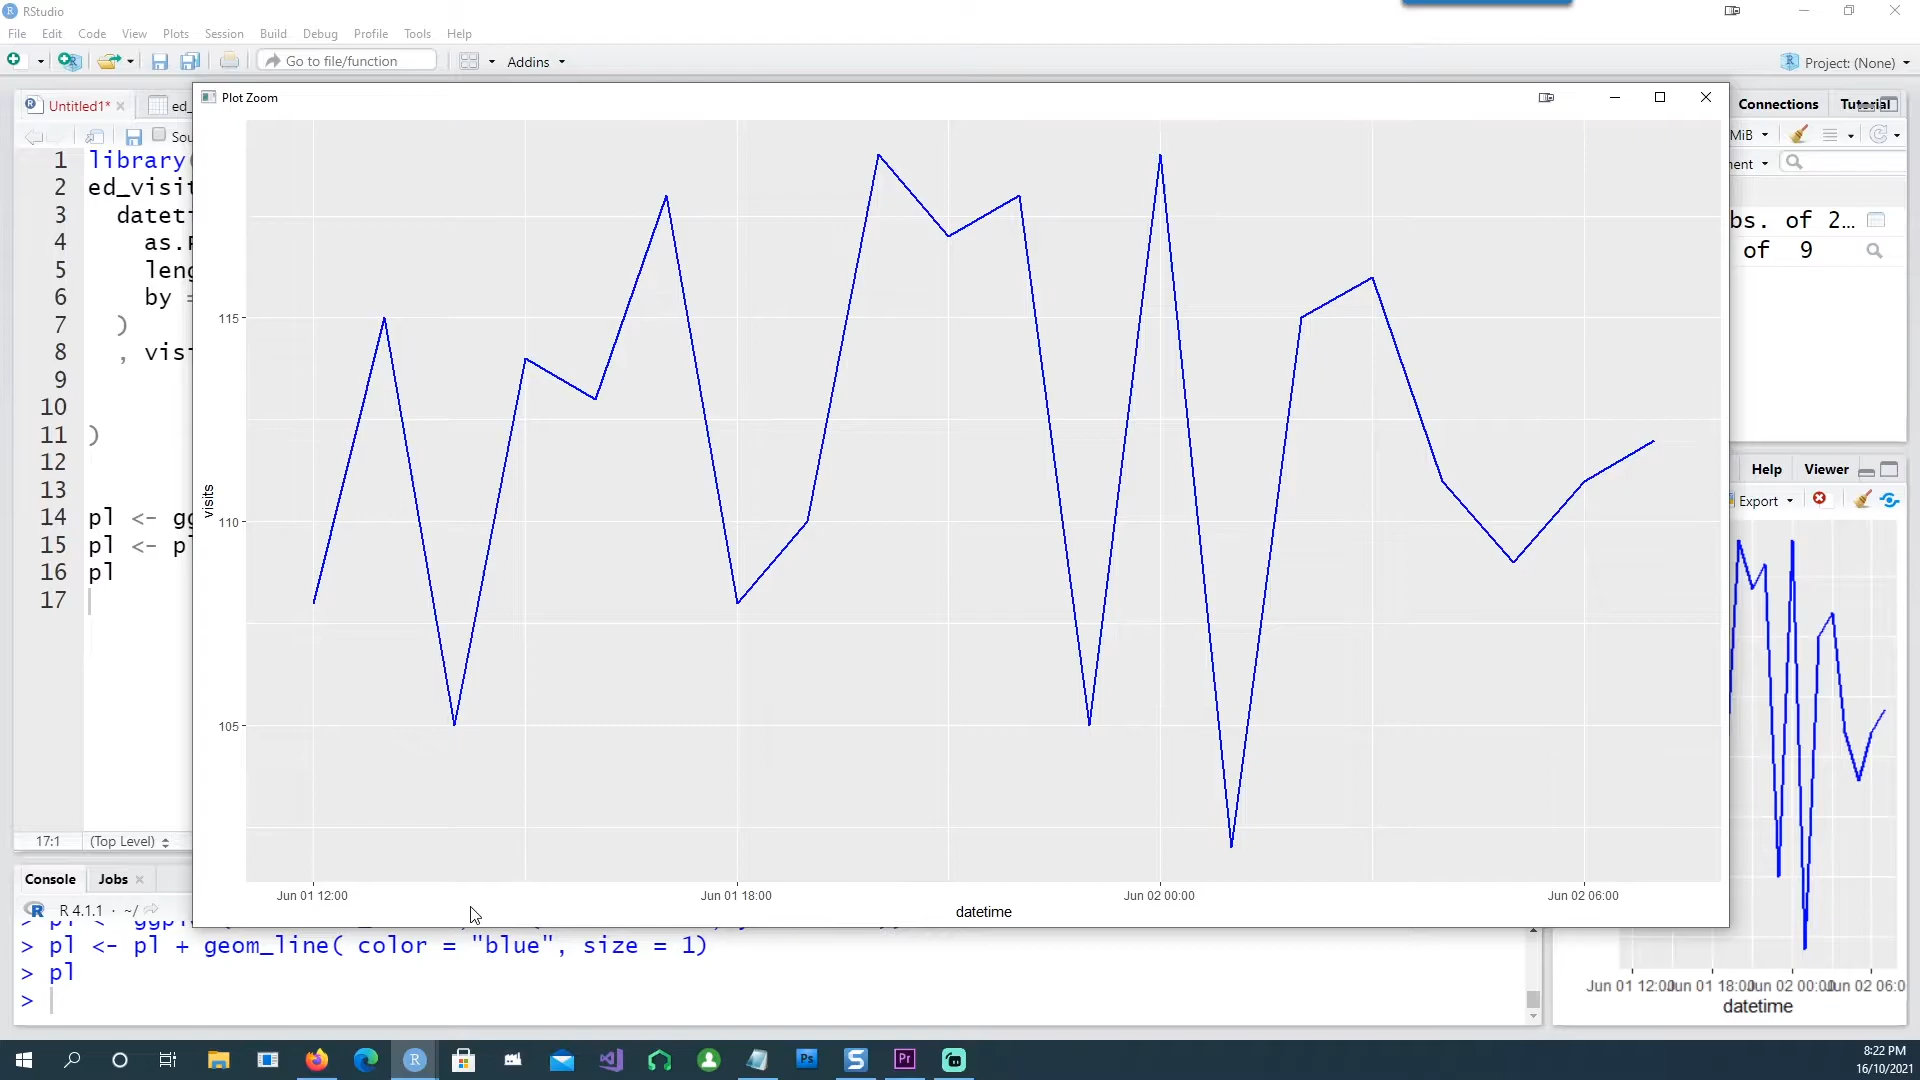 RStudio
File Edit Code View Plots Session Build Debug Profile Tools Help
Go to file/function Addins Project: (None)
Plot Zoom
Untitled1* ed_
Connections Tutorial
Sou
MiB
1 library(
2 ed_visit
3
4 as.
5 leng
6 by =
7 )
8 ,
9
10
11 )
12
13
14 pl <- gg
15 pl <- pl
16 pl
17
bs. of 2...
of 9
Help Viewer
Export
115
110
105
visits
Jun 01 12:00 Jun 01 18:00 Jun 02 00:00 Jun 02 06:00
datetime
17:1 (Top Level)
Console Jobs
R 4.1.1 · ~/
> pl <- pl + geom_line( color = "blue", size = 1)
> pl
>
Jun 01 12:00 Jun 01 18:00 Jun 02 00:00 Jun 02 06:0
datetime
8:22 PM
16/10/2021